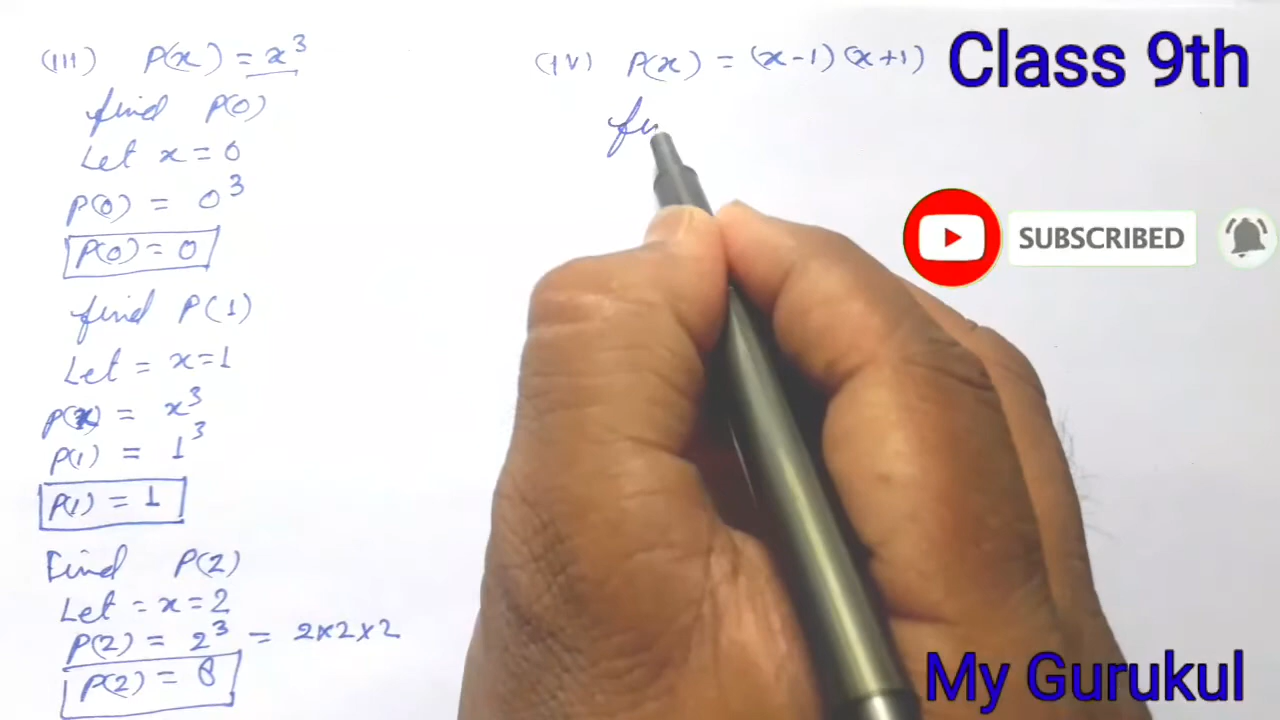 (III) P(x) = x³
find P(0)
Let x = 0
P(0) = 0³
P(0) = 0
find P(1)
Let = x=1
P(x) = x³
P(1) = 1³
P(1) = 1
Find P(2)
Let = x = 2
P(2) = 2³ = 2×2×2
P(2) = 8
(IV) P(x) = (x-1) (x+1)
Class 9th
SUBSCRIBED
My Gurukul